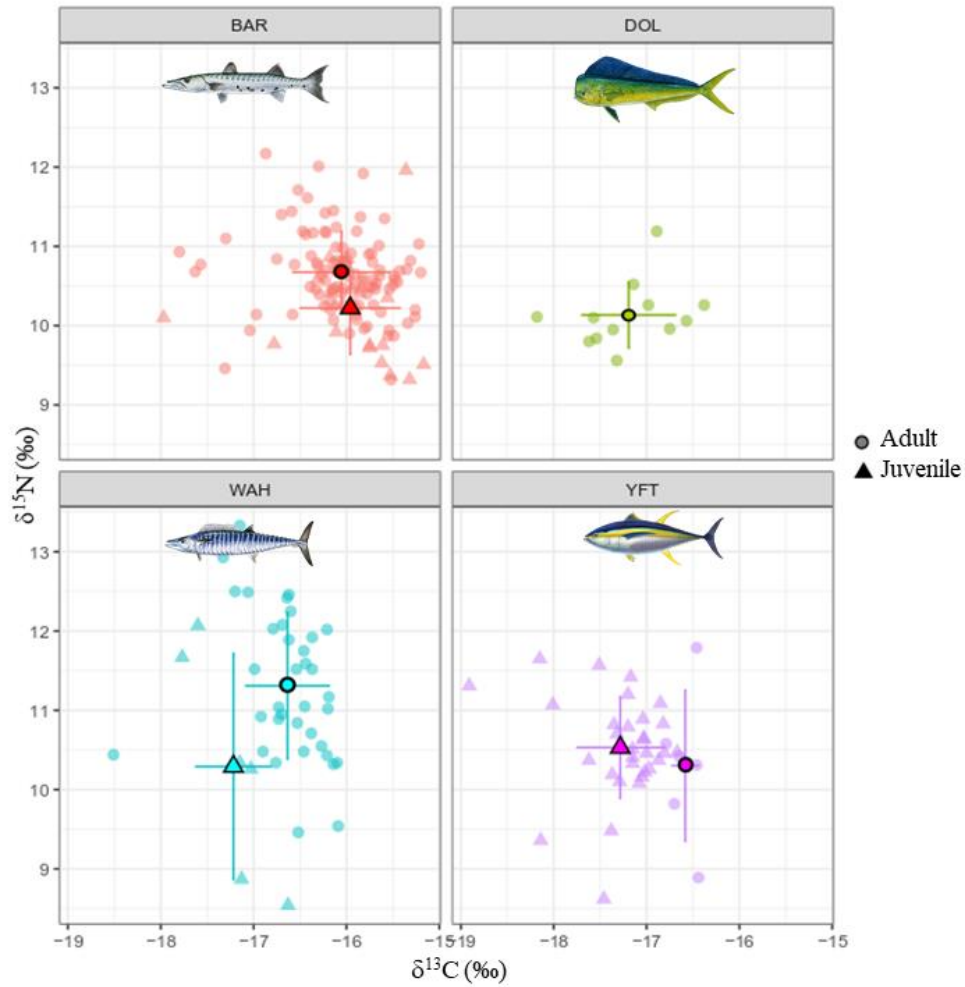 BAR DOL
13
12
11
10
9
δ¹⁵N (‰)
Adult
Juvenile
WAH YFT
13
12
11
10
9
−19 −18 −17 −16 −15 −19 −18 −17 −16 −15
δ¹³C (‰)